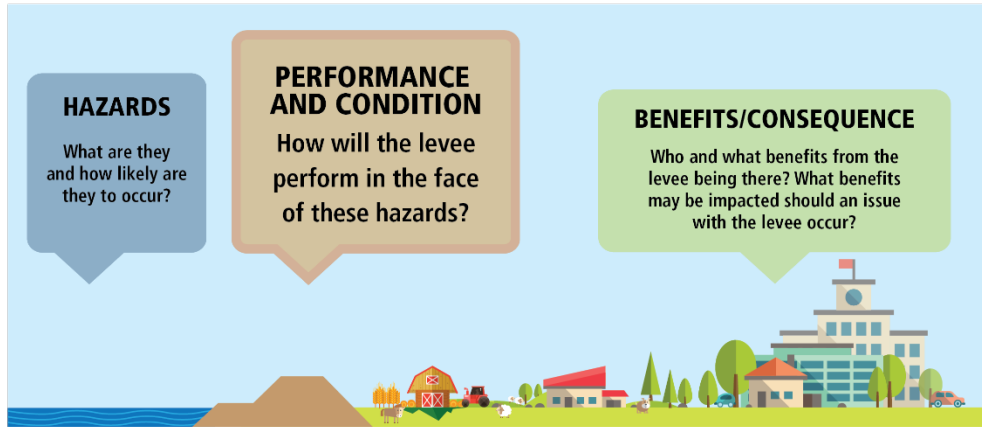 HAZARDS
What are they
and how likely are
they to occur?
PERFORMANCE
AND CONDITION
How will the levee
perform in the face
of these hazards?
BENEFITS/CONSEQUENCE
Who and what benefits from the
levee being there? What benefits
may be impacted should an issue
with the levee occur?